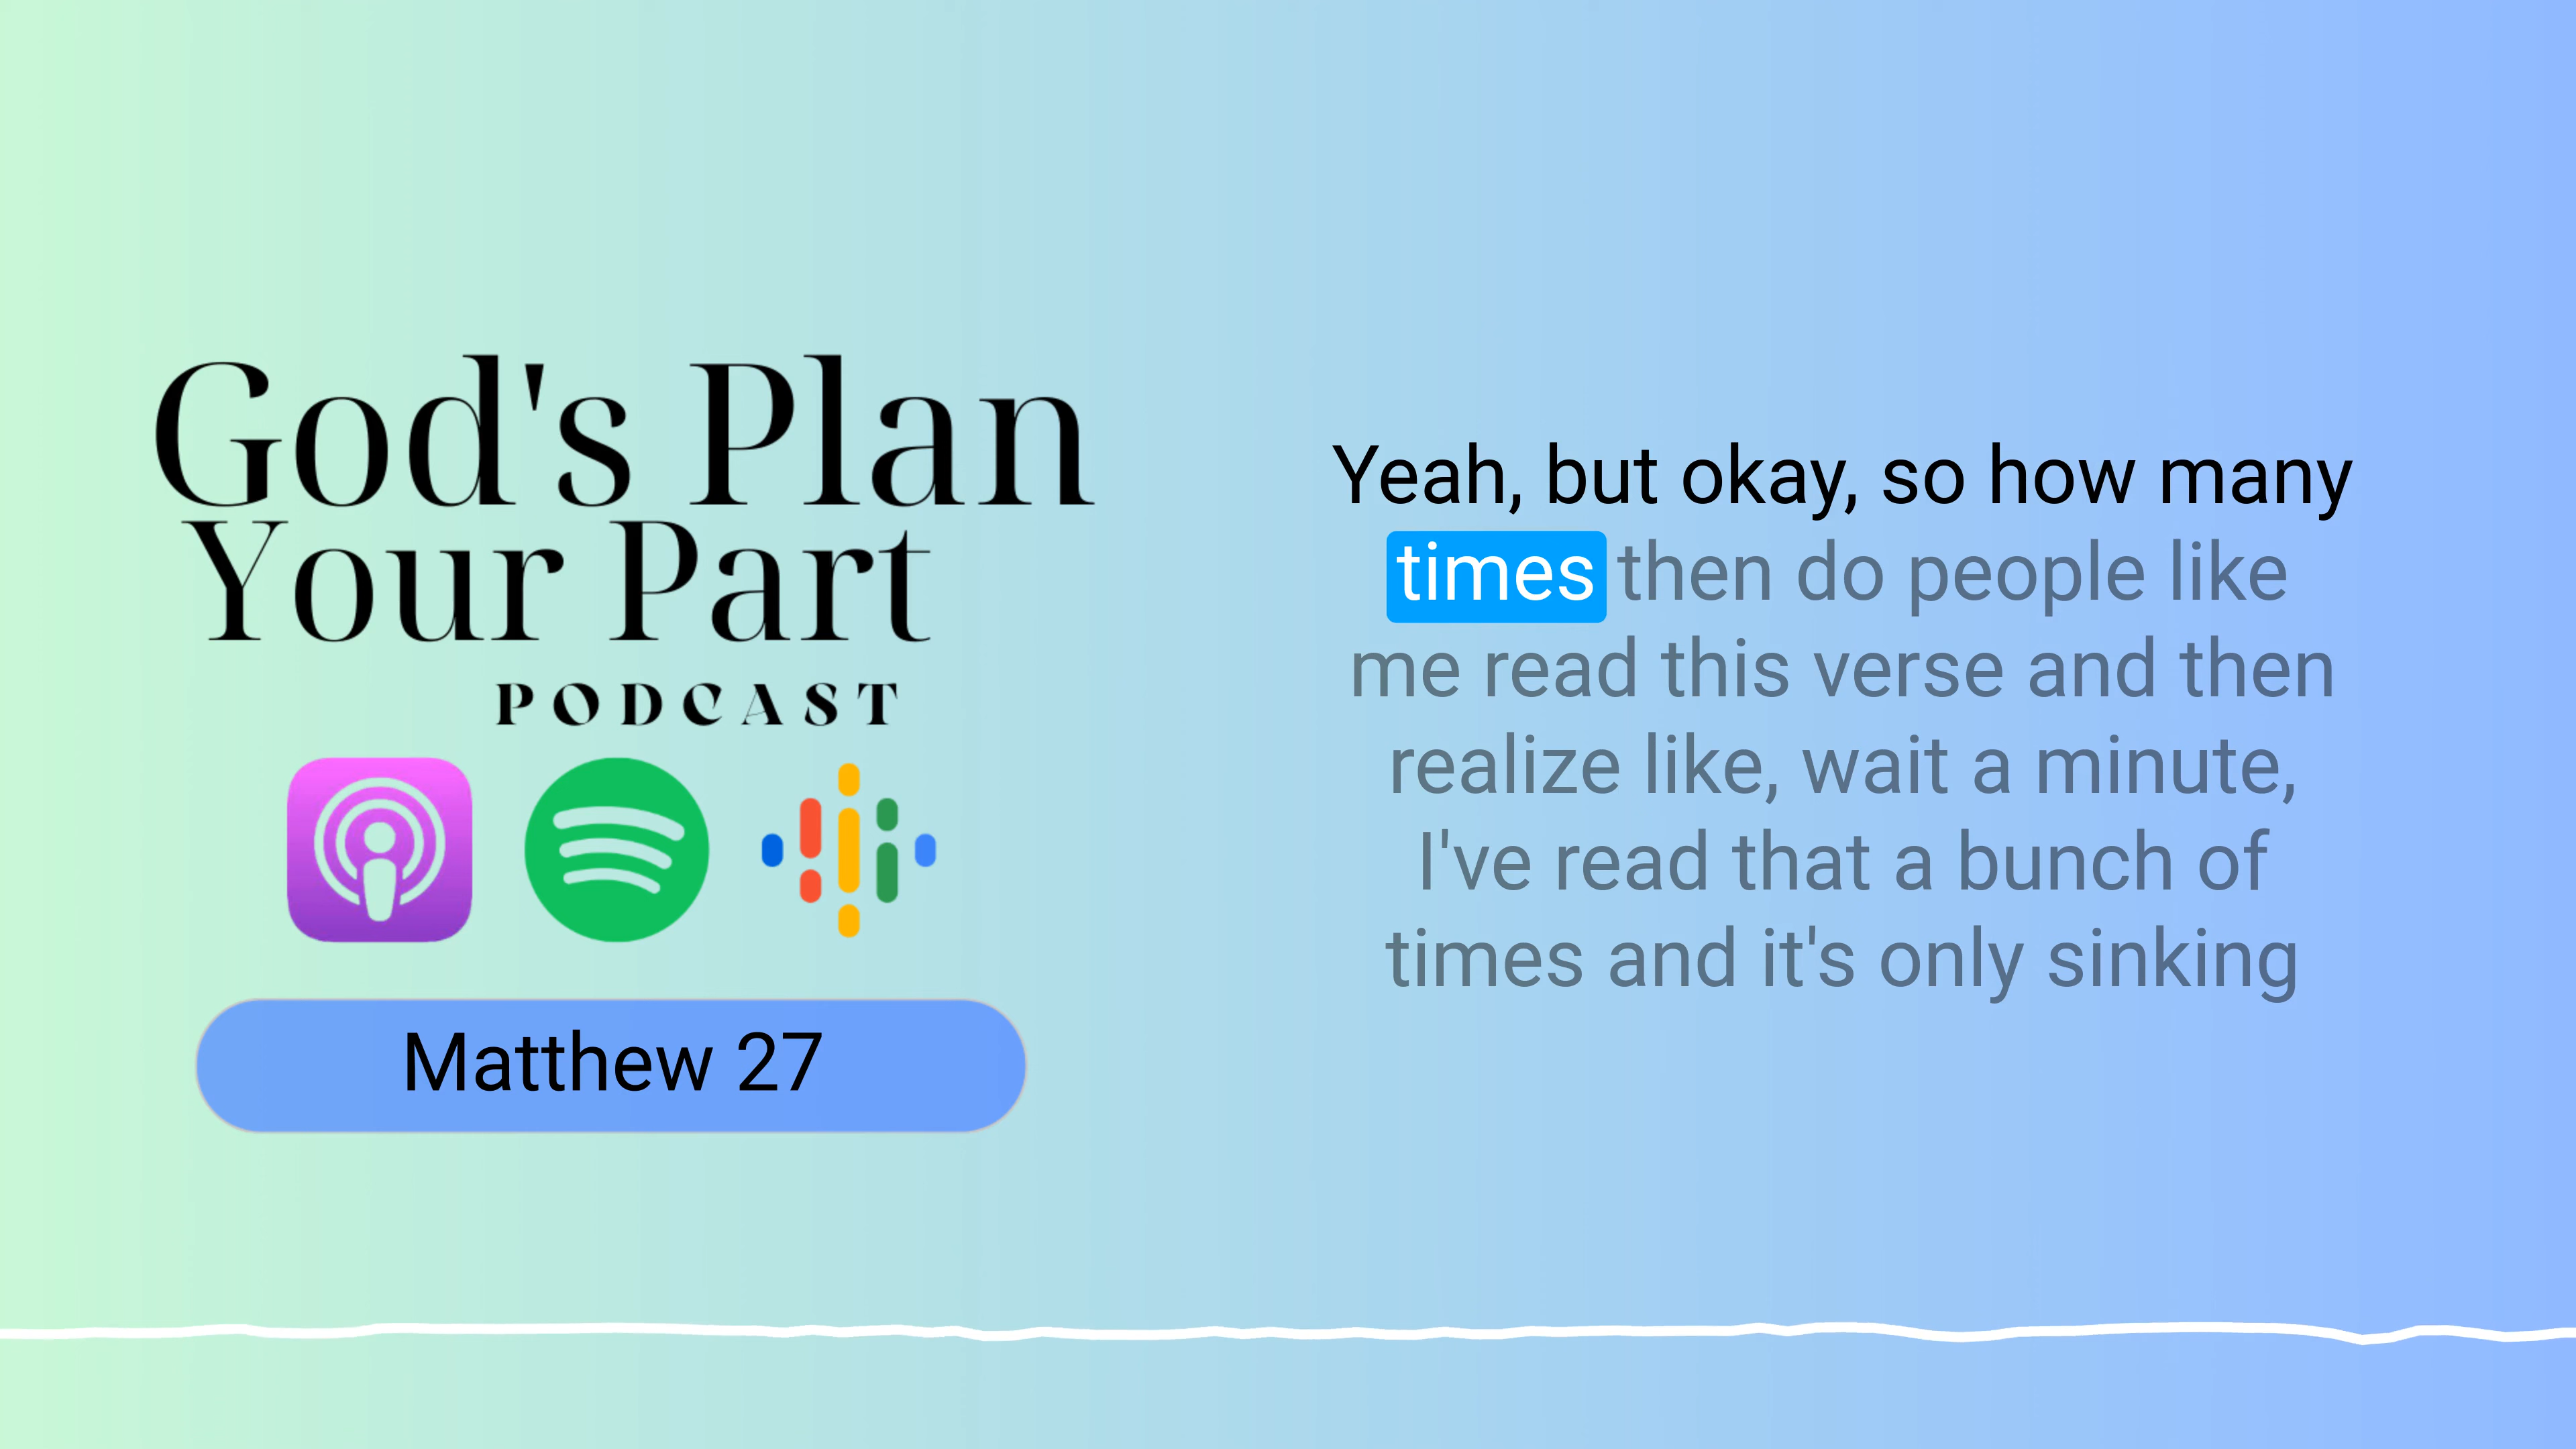 God's Plan
Your Part
PODCAST
Matthew 27
Yeah, but okay, so how many
times then do people like
me read this verse and then
realize like, wait a minute,
I've read that a bunch of
times and it's only sinking